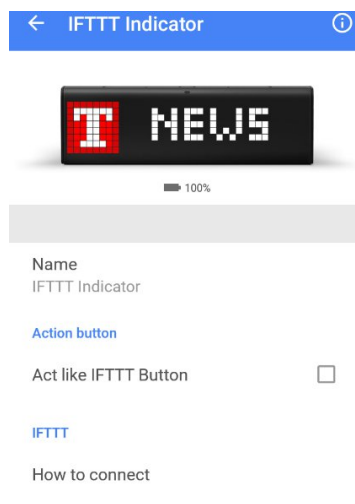 IFTTT Indicator
T NEWS
100%
Name
IFTTT Indicator
Action button
Act like IFTTT Button
IFTTT
How to connect